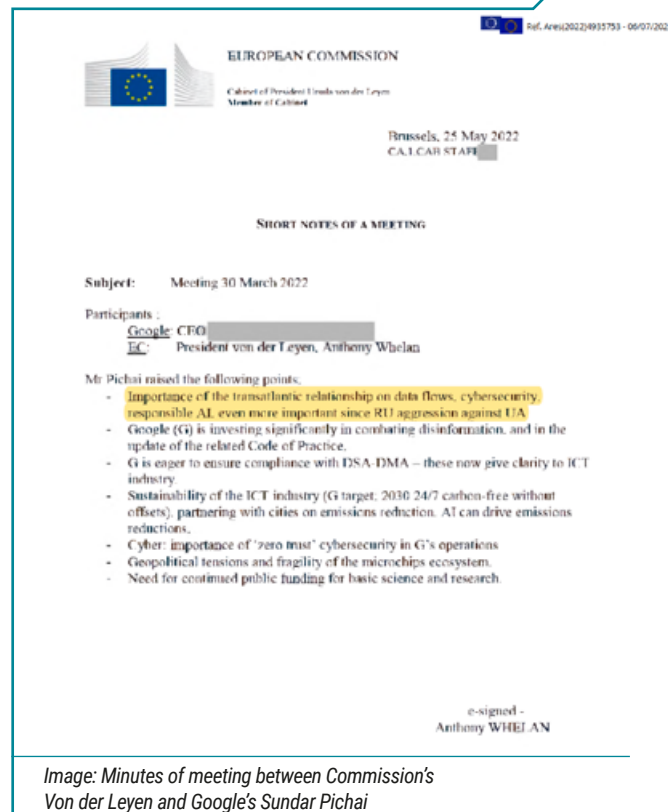 Ref. Ares(2022)4935753 - 06/07/202
EUROPEAN COMMISSION
Cabinet of President Ursula von der Leyen
Member of Cabinet
Brussels, 25 May 2022
CA.1.CAB STAFF
SHORT NOTES OF A MEETING
Subject: Meeting 30 March 2022
Participants :
Google: CEO
EC: President von der Leyen, Anthony Whelan
Mr Pichai raised the following points,
- Importance of the transatlantic relationship on data flows, cybersecurity,
responsible AI, even more important since RU aggression against UA
- Google (G) is investing significantly in combating disinformation, and in the
update of the related Code of Practice.
- G is eager to ensure compliance with DSA-DMA – these now give clarity to ICT
industry.
- Sustainability of the ICT industry (G target: 2030 24/7 carbon-free without
offsets), partnering with cities on emissions reduction. AI can drive emissions
reductions.
- Cyber: importance of 'zero trust' cybersecurity in G's operations
- Geopolitical tensions and fragility of the microchips ecosystem.
- Need for continued public funding for basic science and research.
e-signed -
Anthony WHELAN
Image: Minutes of meeting between Commission's
Von der Leyen and Google's Sundar Pichai